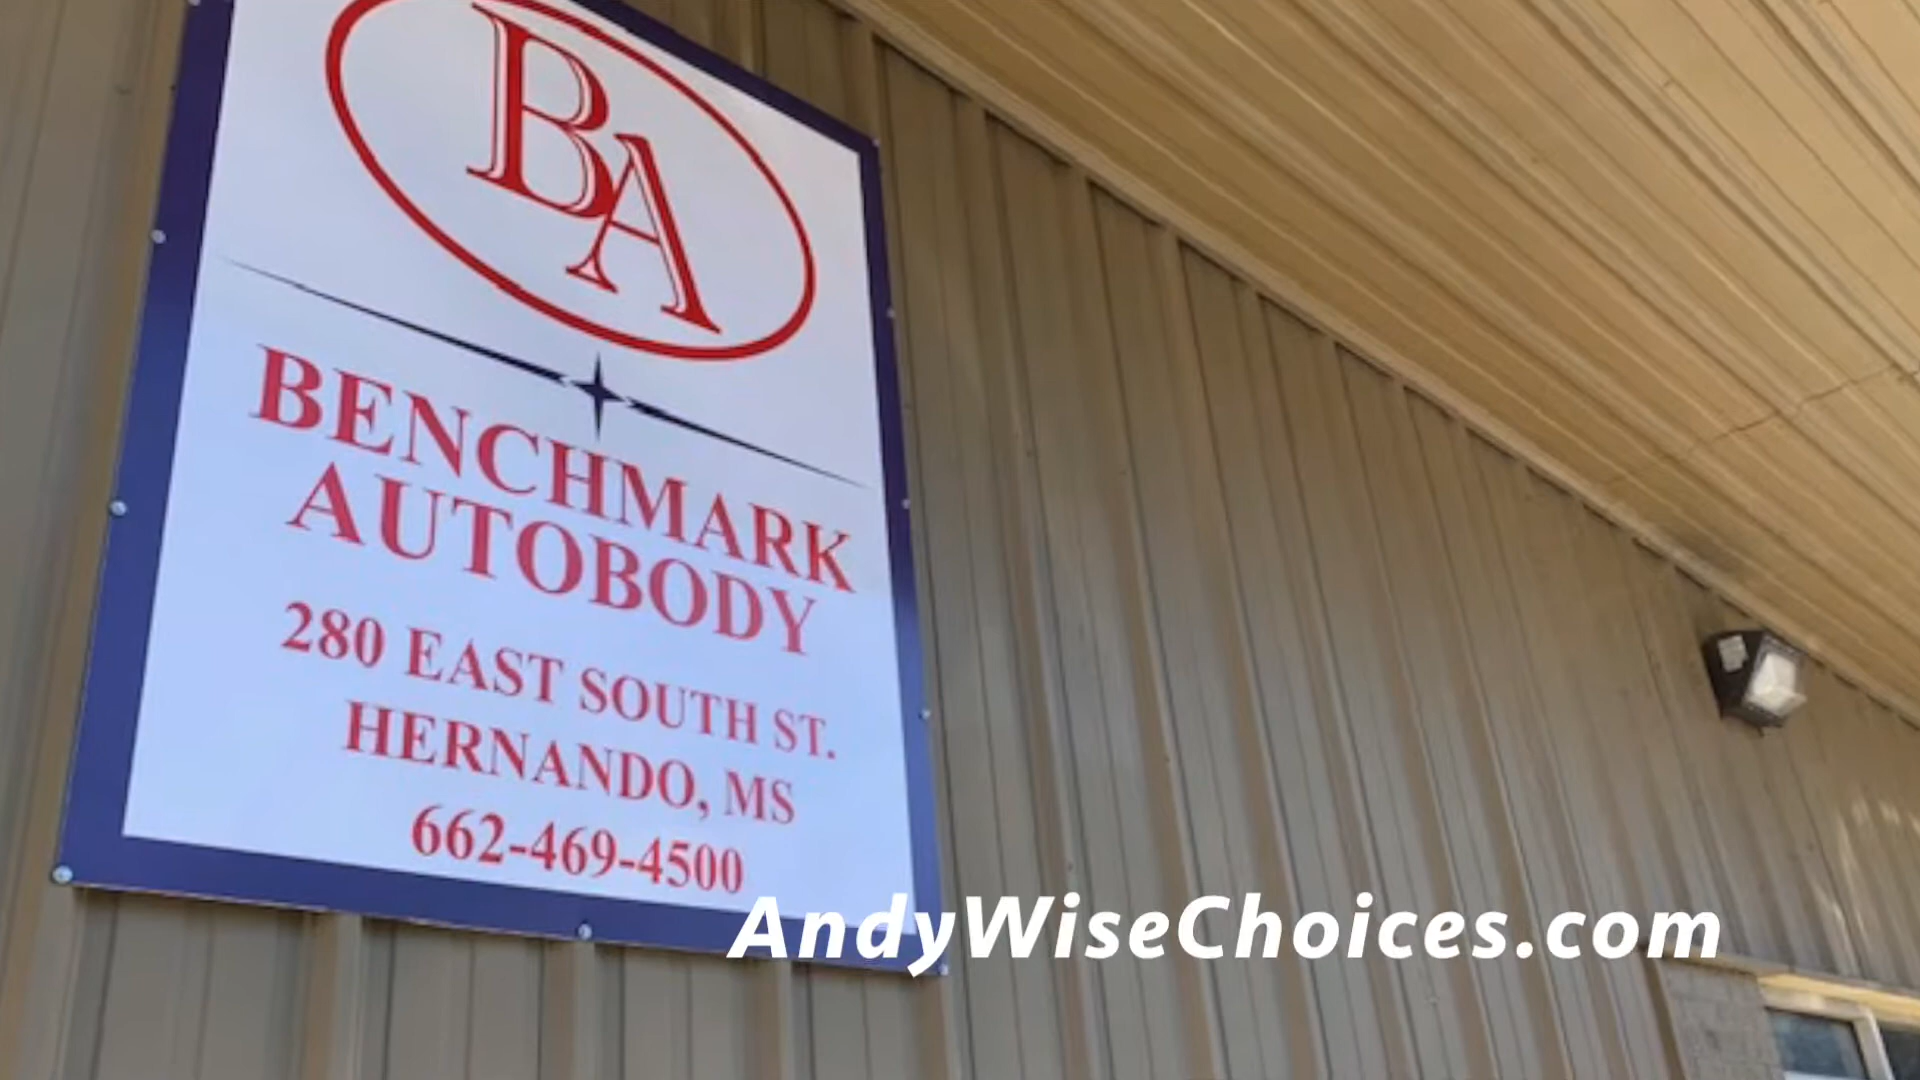 BA
BENCHMARK
AUTOBODY
280 EAST SOUTH ST.
HERNANDO, MS
662-469-4500
AndyWiseChoices.com